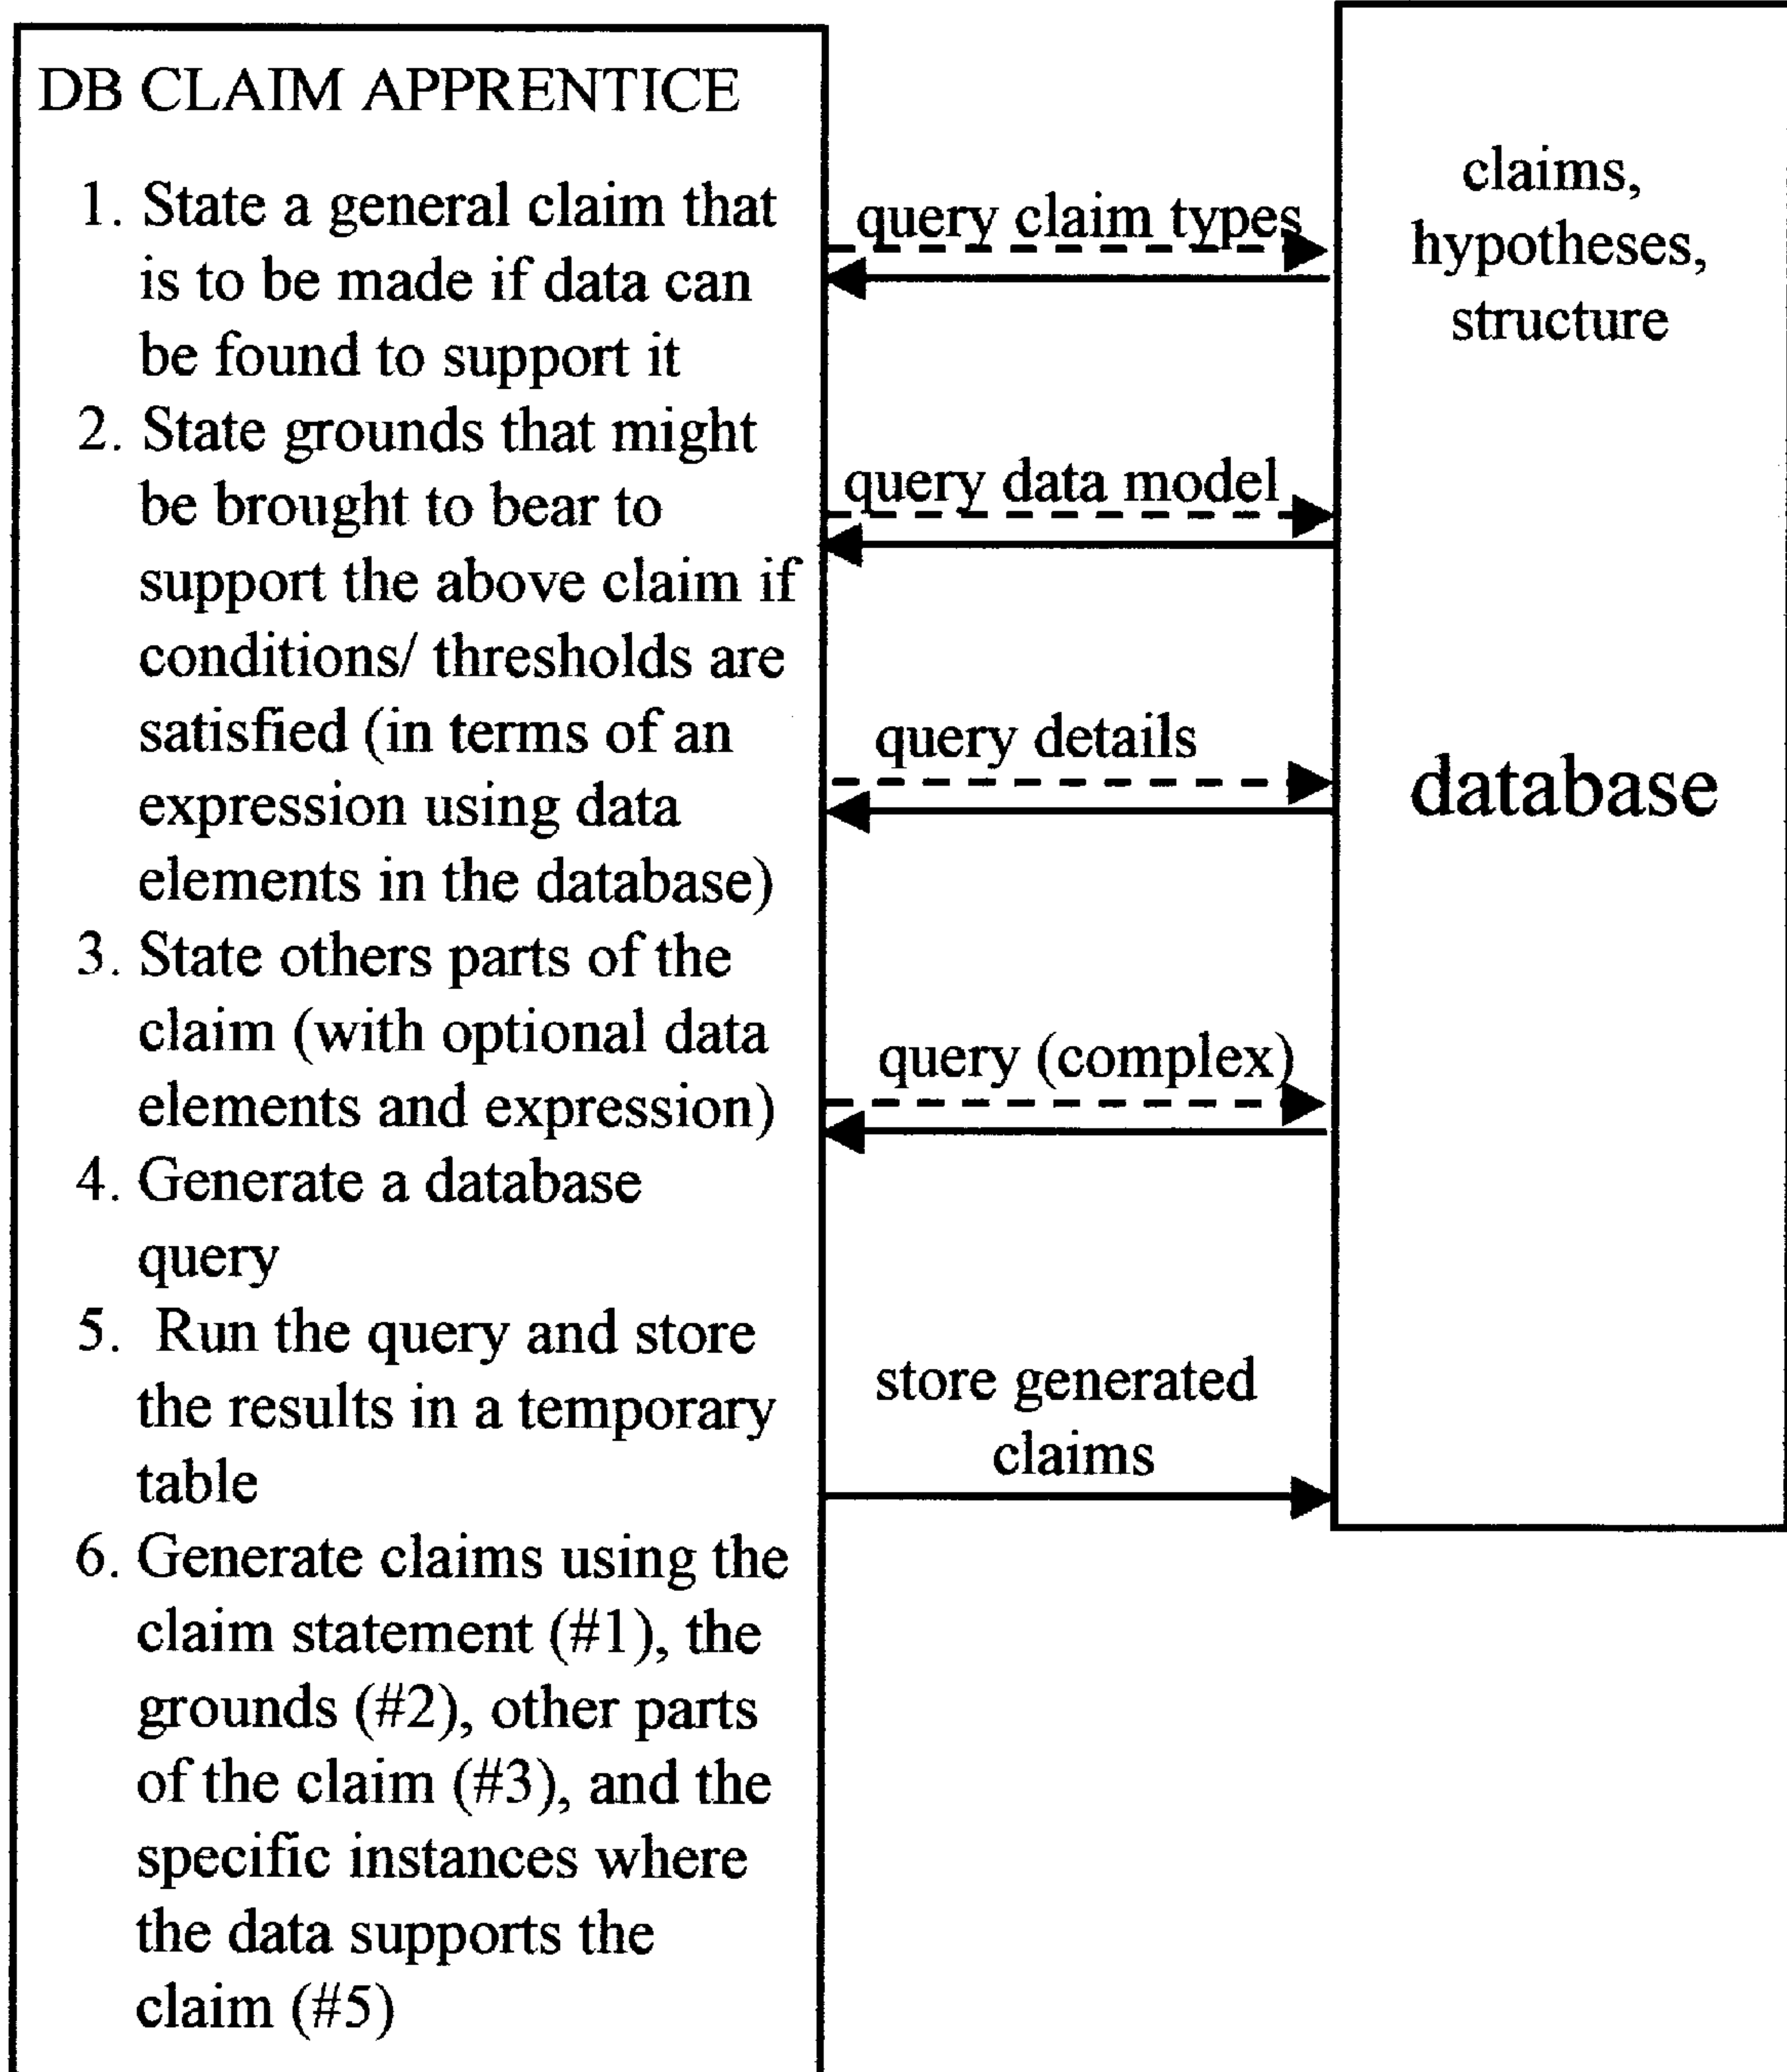 DB CLAIM APPRENTICE
1. State a general claim that
is to be made if data can
be found to support it
2. State grounds that might
be brought to bear to
support the above claim if
conditions/ thresholds are
satisfied (in terms of an
expression using data
elements in the database)
3. State others parts of the
claim (with optional data
elements and expression)
4. Generate a database
query
5. Run the query and store
the results in a temporary
table
6. Generate claims using the
claim statement (#1), the
grounds (#2), other parts
of the claim (#3), and the
specific instances where
the data supports the
claim (#5)
query claim types
query data model
query details
query (complex)
store generated
claims
claims,
hypotheses,
structure
database